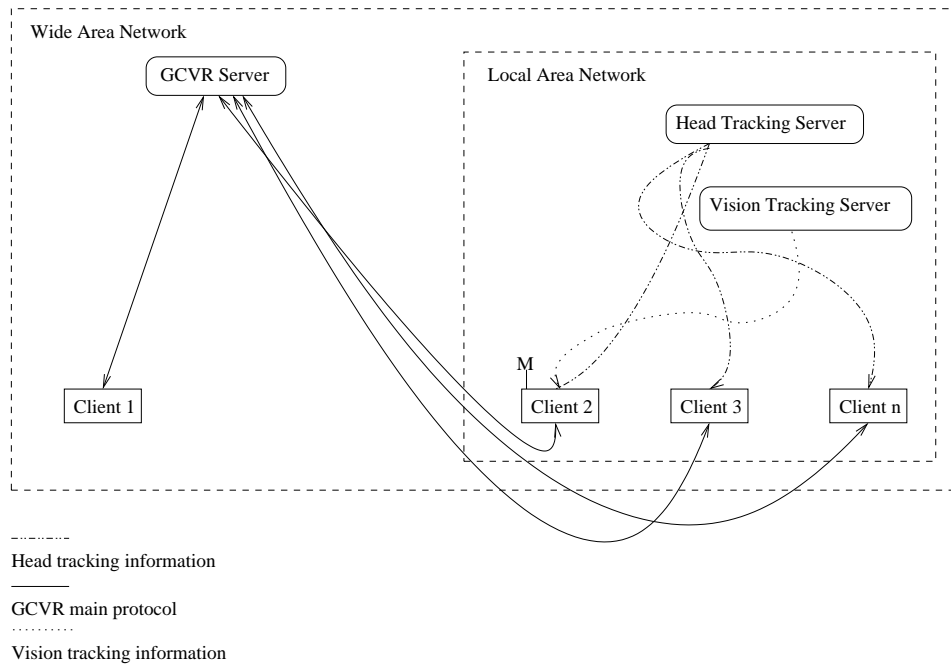 Wide Area Network
GCVR Server
Local Area Network
Head Tracking Server
Vision Tracking Server
M
Client 1
Client 2
Client 3
Client n
Head tracking information
GCVR main protocol
Vision tracking information